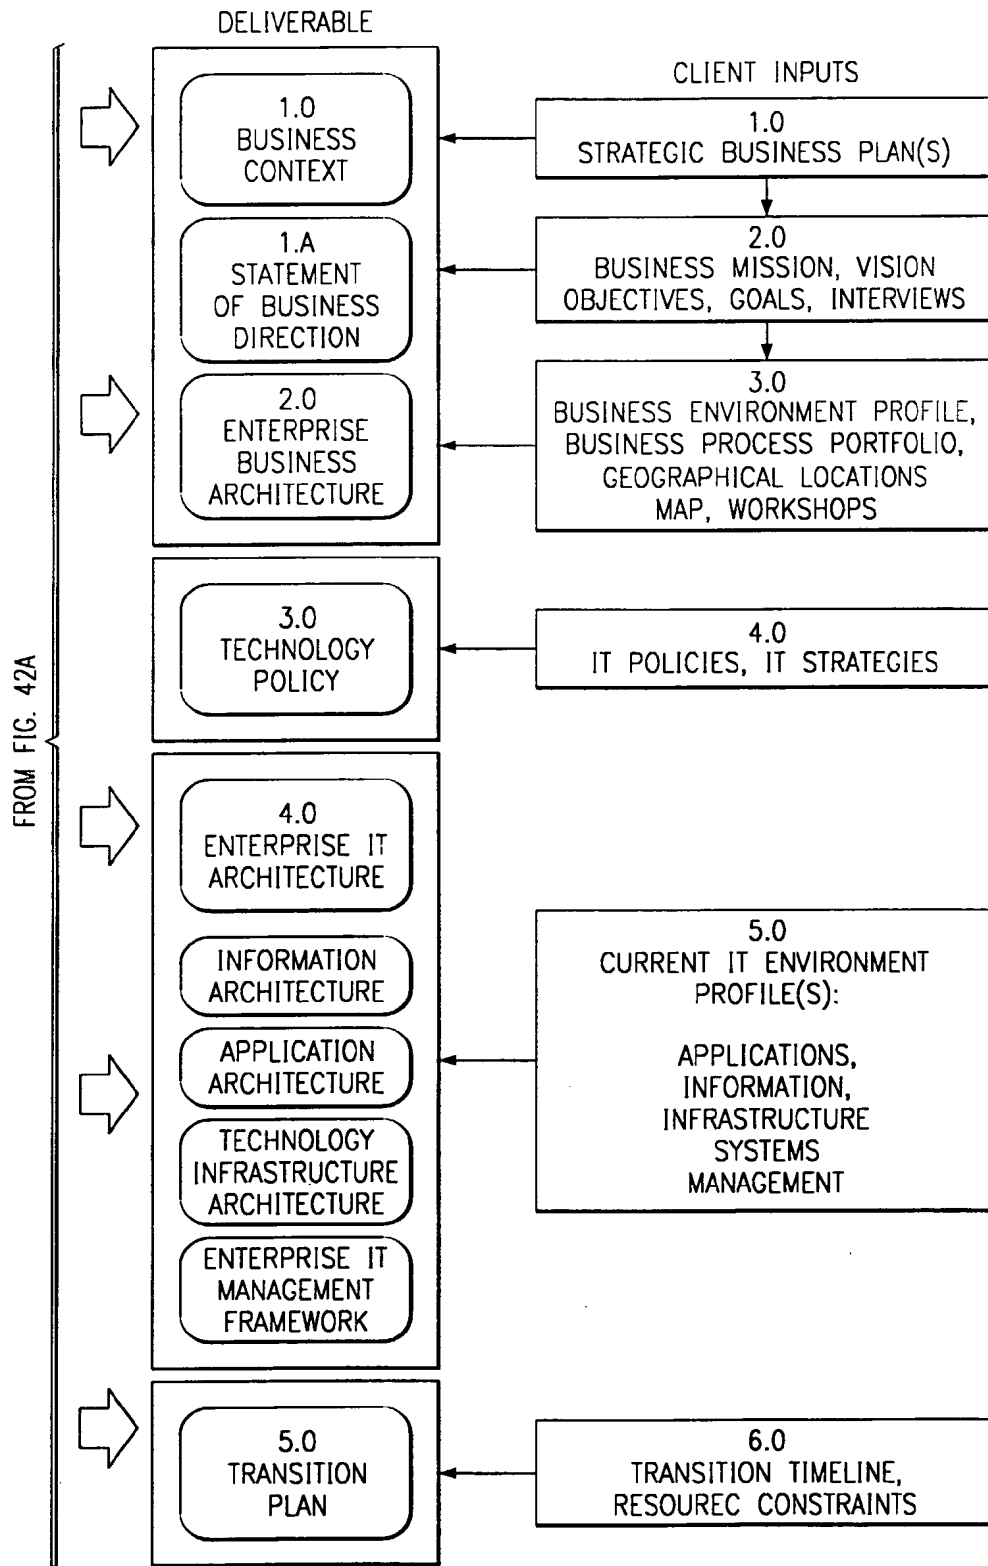 DELIVERABLE
1.0
BUSINESS
CONTEXT
1.A
STATEMENT
OF BUSINESS
DIRECTION
2.0
ENTERPRISE
BUSINESS
ARCHITECTURE
3.0
TECHNOLOGY
POLICY
4.0
ENTERPRISE IT
ARCHITECTURE
INFORMATION
ARCHITECTURE
APPLICATION
ARCHITECTURE
TECHNOLOGY
INFRASTRUCTURE
ARCHITECTURE
ENTERPRISE IT
MANAGEMENT
FRAMEWORK
5.0
TRANSITION
PLAN
CLIENT INPUTS
1.0
STRATEGIC BUSINESS PLAN(S)
2.0
BUSINESS MISSION, VISION
OBJECTIVES, GOALS, INTERVIEWS
3.0
BUSINESS ENVIRONMENT PROFILE,
BUSINESS PROCESS PORTFOLIO,
GEOGRAPHICAL LOCATIONS
MAP, WORKSHOPS
4.0
IT POLICIES, IT STRATEGIES
5.0
CURRENT IT ENVIRONMENT
PROFILE(S):
APPLICATIONS,
INFORMATION,
INFRASTRUCTURE
SYSTEMS
MANAGEMENT
6.0
TRANSITION TIMELINE,
RESOUREC CONSTRAINTS
FROM FIG. 42A